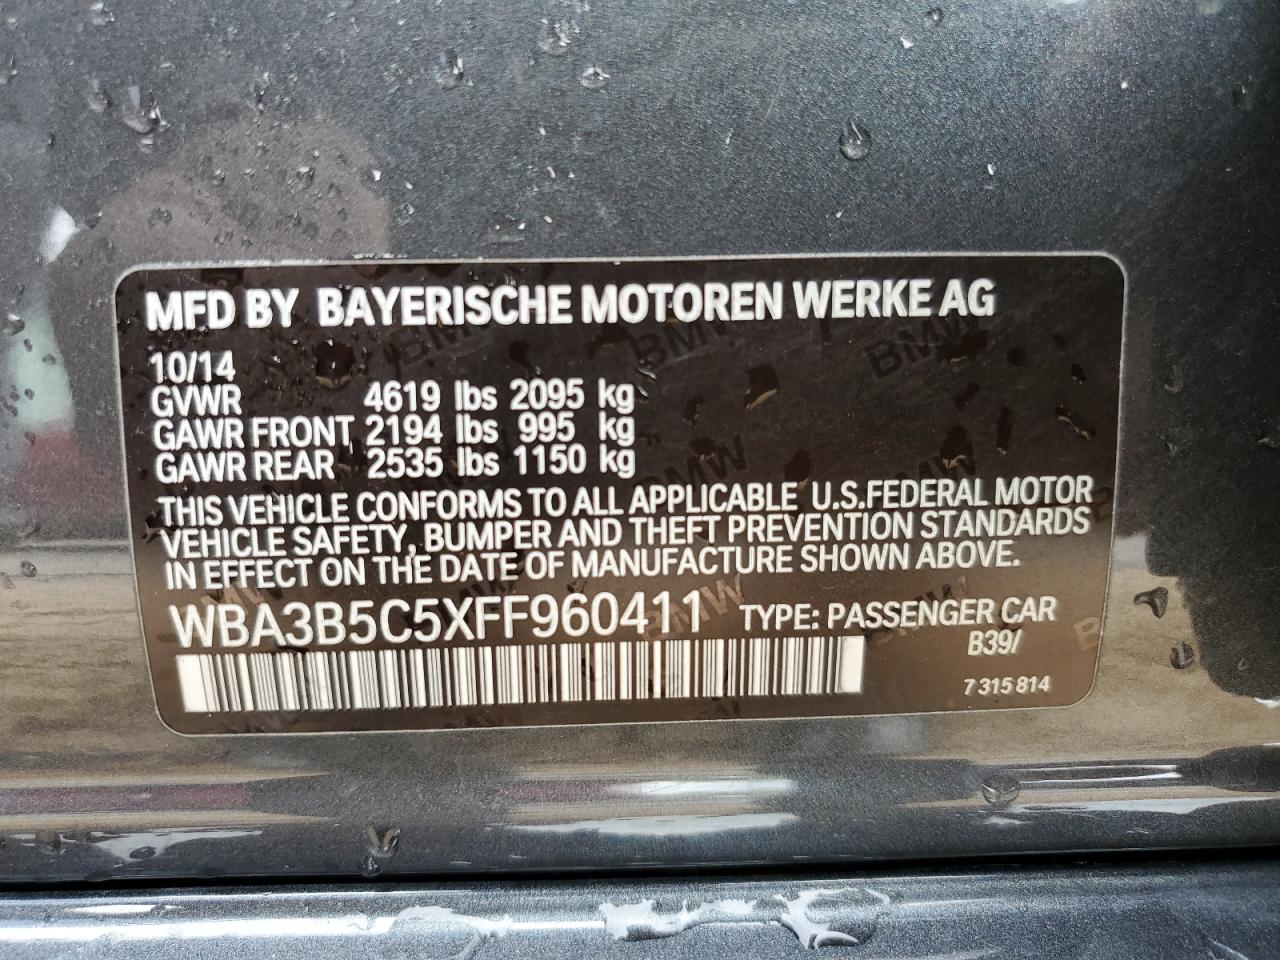 MFD BY BAYERISCHE MOTOREN WERKE AG
10/14
GVWR 4619 lbs 2095 kg
GAWR FRONT 2194 lbs 995 kg
GAWR REAR 2535 lbs 1150 kg
THIS VEHICLE CONFORMS TO ALL APPLICABLE U.S.FEDERAL MOTOR
VEHICLE SAFETY, BUMPER AND THEFT PREVENTION STANDARDS
IN EFFECT ON THE DATE OF MANUFACTURE SHOWN ABOVE.
WBA3B5C5XFF960411 TYPE: PASSENGER CAR
B39/
7 315 814